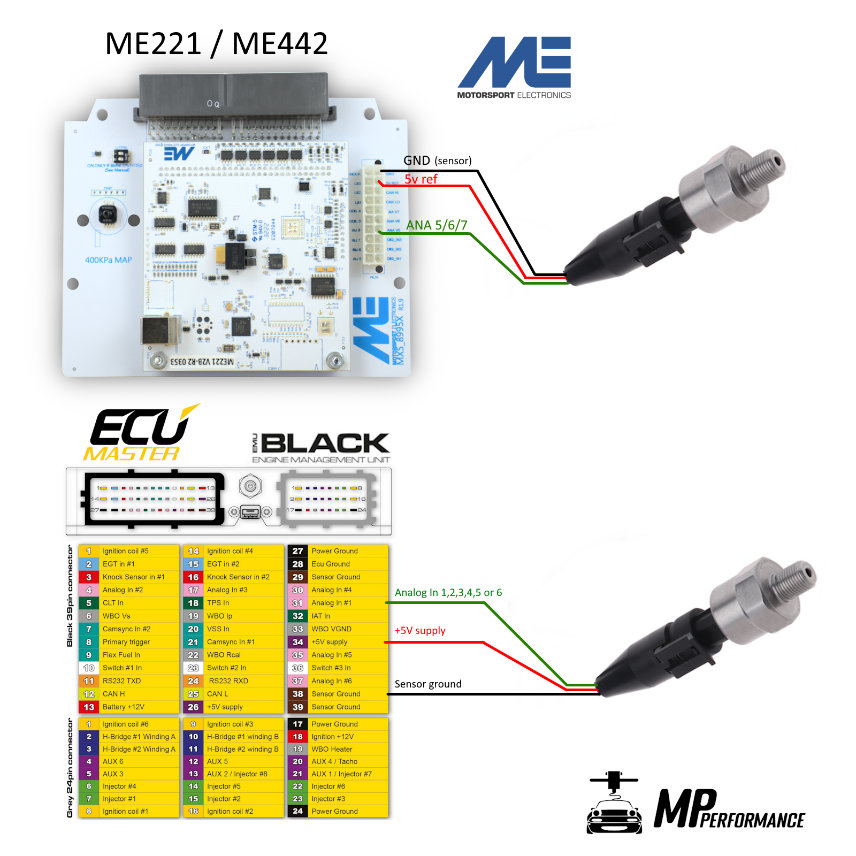 ME221 / ME442
ME
MOTORSPORT ELECTRONICS
GND (sensor)
5v ref
ANA 5/6/7
400KPa MAP
ME221 V2B-R2 0353
ME
MOTORSPORT ELECTRONICS
MX5_8995X R1.9
ECU
MASTER
EMU BLACK
ENGINE MANAGEMENT UNIT
Black 39pin connector
1 Ignition coil #5 14 Ignition coil #4 27 Power Ground
2 EGT in #1 15 EGT in #2 28 Ecu Ground
3 Knock Sensor in #1 16 Knock Sensor in #2 29 Sensor Ground
4 Analog In #2 17 Analog In #3 30 Analog In #4
5 CLT In 18 TPS In 31 Analog In #1
6 WBO Vs 19 WBO Ip 32 IAT In
7 Camsync In #2 20 VSS In 33 WBO VGND
8 Primary trigger 21 Camsync In #1 34 +5V supply
9 Flex Fuel In 22 WBO Rcal 35 Analog In #5
10 Switch #1 In 23 Switch #2 In 36 Switch #3 In
11 RS232 TXD 24 RS232 RXD 37 Analog In #6
12 CAN H 25 CAN L 38 Sensor Ground
13 Battery +12V 26 +5V supply 39 Sensor Ground
Analog In 1,2,3,4,5 or 6
+5V supply
Sensor ground
Grey 24pin connector
1 Ignition coil #6 9 Ignition coil #3 17 Power Ground
2 H-Bridge #1 Winding A 10 H-Bridge #1 winding B 18 Ignition +12V
3 H-Bridge #2 Winding A 11 H-Bridge #2 winding B 19 WBO Heater
4 AUX 6 12 AUX 5 20 AUX 4 / Tacho
5 AUX 3 13 AUX 2 / Injector #8 21 AUX 1 / Injector #7
6 Injector #4 14 Injector #5 22 Injector #6
7 Injector #1 15 Injector #2 23 Injector #3
8 Ignition coil #1 16 Ignition coil #2 24 Power Ground
MP PERFORMANCE